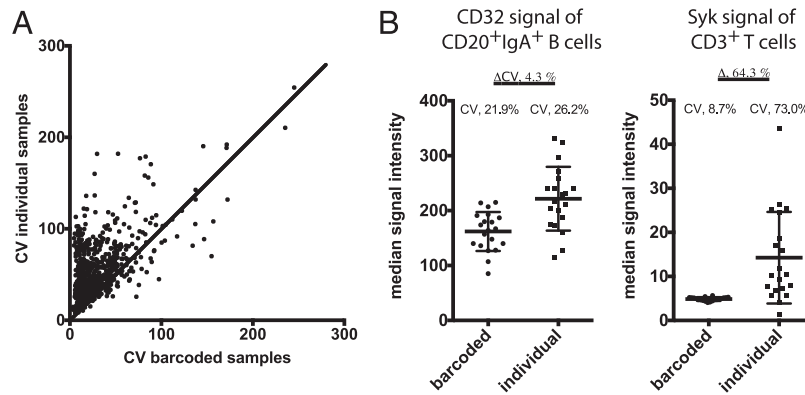 A
300
200
100
0
0
100
200
300
CV individual samples
CV barcoded samples
B
CD32 signal of
CD20⁺IgA⁺ B cells
ΔCV, 4.3 %
CV, 21.9%
CV, 26.2%
400
300
200
100
0
median signal intensity
barcoded
individual
Syk signal of
CD3⁺ T cells
Δ, 64.3 %
CV, 8.7%
CV, 73.0%
50
40
30
20
10
0
median signal intensity
barcoded
individual